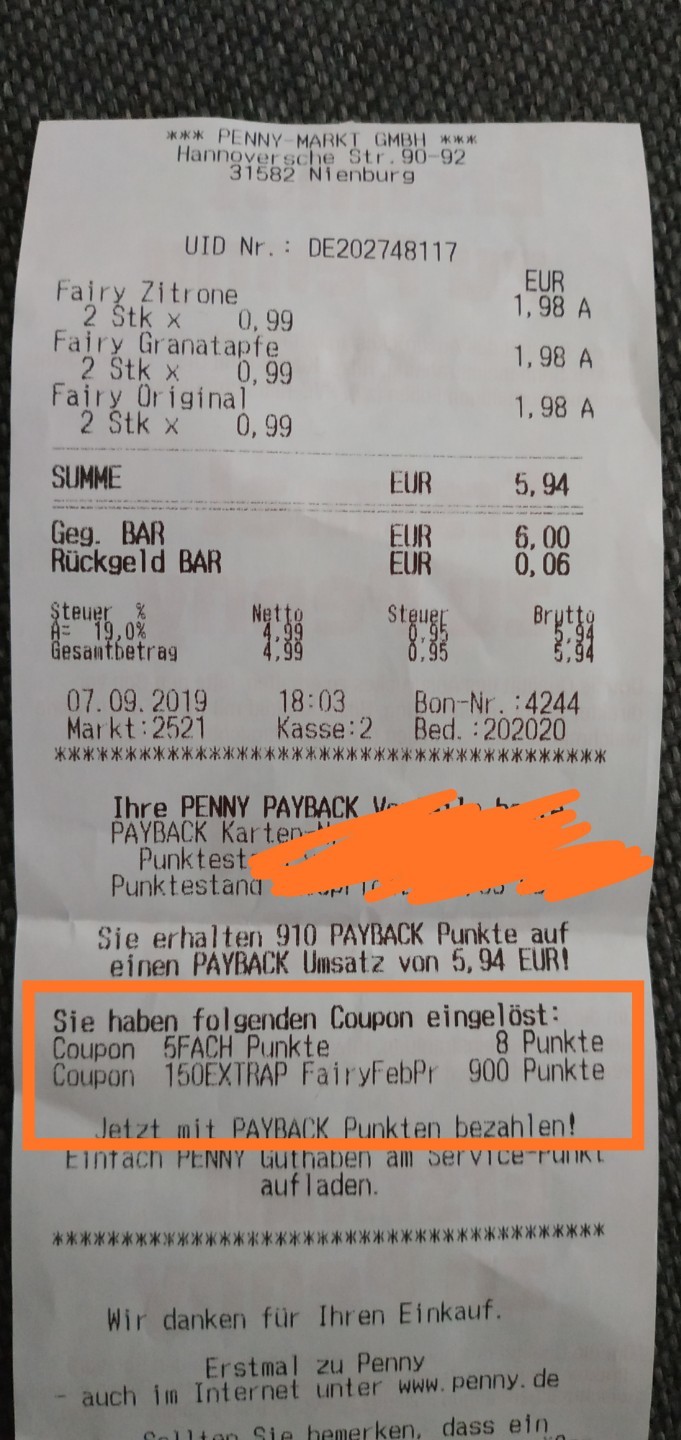 *** PENNY-MARKT GMBH ***
Hannoversche Str. 90-92
31582 Nienburg
UID Nr.: DE202748117
EUR
Fairy Zitrone 1,98 A
2 Stk x 0,99
Fairy Granatapfe 1,98 A
2 Stk x 0,99
Fairy Original 1,98 A
2 Stk x 0,99
SUMME EUR 5,94
Geg. BAR EUR 6,00
Rückgeld BAR EUR 0,06
Steuer % Netto Steuer Brutto
A= 19,0% 4,99 0,95 5,94
Gesamtbetrag 4,99 0,95 5,94
07.09.2019 18:03 Bon-Nr.:4244
Markt:2521 Kasse:2 Bed.:202020
****************************************
Ihre PENNY PAYBACK
PAYBACK Karten-
Punktest
Punktestand
Sie erhalten 910 PAYBACK Punkte auf
einen PAYBACK Umsatz von 5,94 EUR!
Sie haben folgenden Coupon eingelöst:
Coupon 5FACH Punkte 8 Punkte
Coupon 150EXTRAP FairyFebPr 900 Punkte
Jetzt mit PAYBACK Punkten bezahlen!
Einfach PENNY Guthaben am Service-Punkt
aufladen.
****************************************
Wir danken für Ihren Einkauf.
Erstmal zu Penny
- auch im Internet unter www.penny.de
Sollten Sie bemerken, dass ein